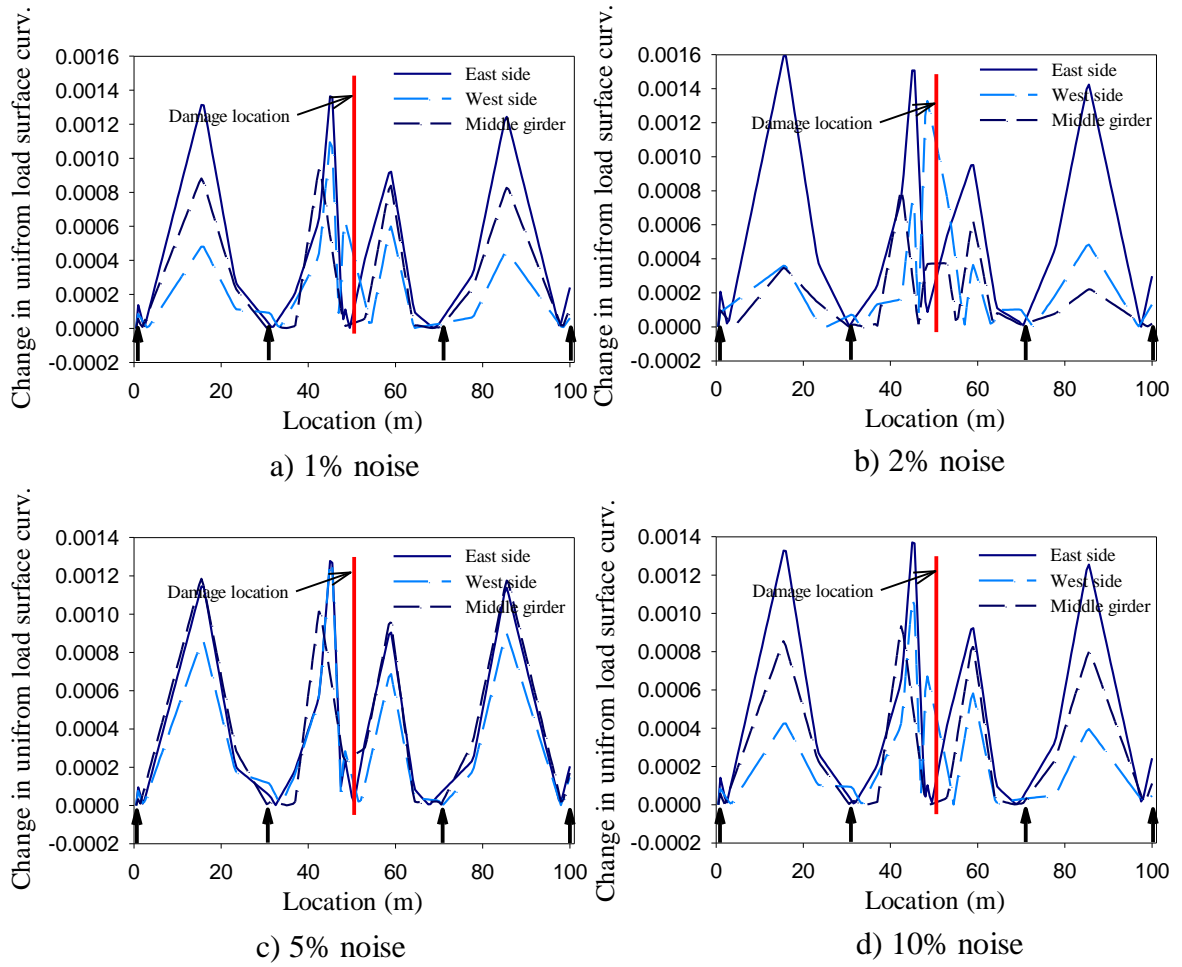 Change in unifrom load surface curv.
0.0016
0.0014
0.0012
0.0010
0.0008
0.0006
0.0004
0.0002
0.0000
-0.0002
East side
West side
Middle girder
Damage location
0 20 40 60 80 100
Location (m)
a) 1% noise
Change in unifrom load surface curv.
0.0016
0.0014
0.0012
0.0010
0.0008
0.0006
0.0004
0.0002
0.0000
-0.0002
East side
West side
Middle girder
Damage location
0 20 40 60 80 100
Location (m)
b) 2% noise
Change in unifrom load surface curv.
0.0014
0.0012
0.0010
0.0008
0.0006
0.0004
0.0002
0.0000
-0.0002
East side
West side
Middle girder
Damage location
0 20 40 60 80 100
Location (m)
c) 5% noise
Change in unifrom load surface curv.
0.0014
0.0012
0.0010
0.0008
0.0006
0.0004
0.0002
0.0000
-0.0002
East side
West side
Middle girder
Damage location
0 20 40 60 80 100
Location (m)
d) 10% noise